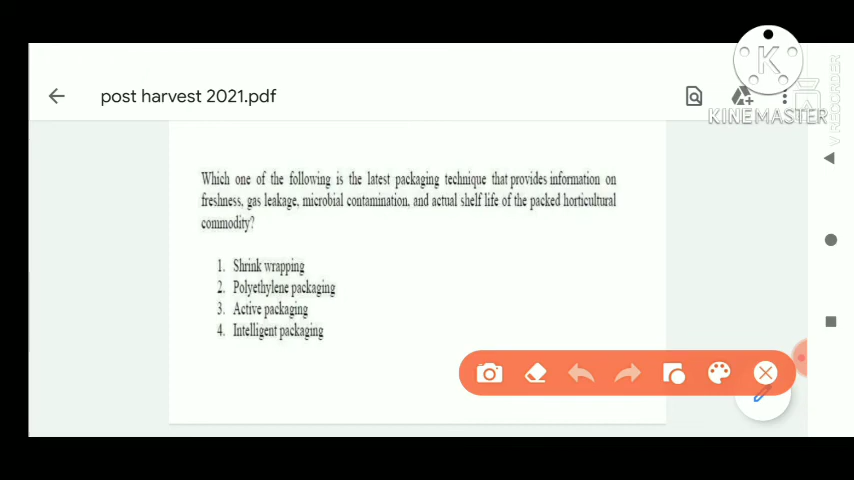 post harvest 2021.pdf
K
KINEMASTER
V RECORDER
Which one of the following is the latest packaging technique that provides information on
freshness, gas leakage, microbial contamination, and actual shelf life of the packed horticultural
commodity?
1. Shrink wrapping
2. Polyethylene packaging
3. Active packaging
4. Intelligent packaging